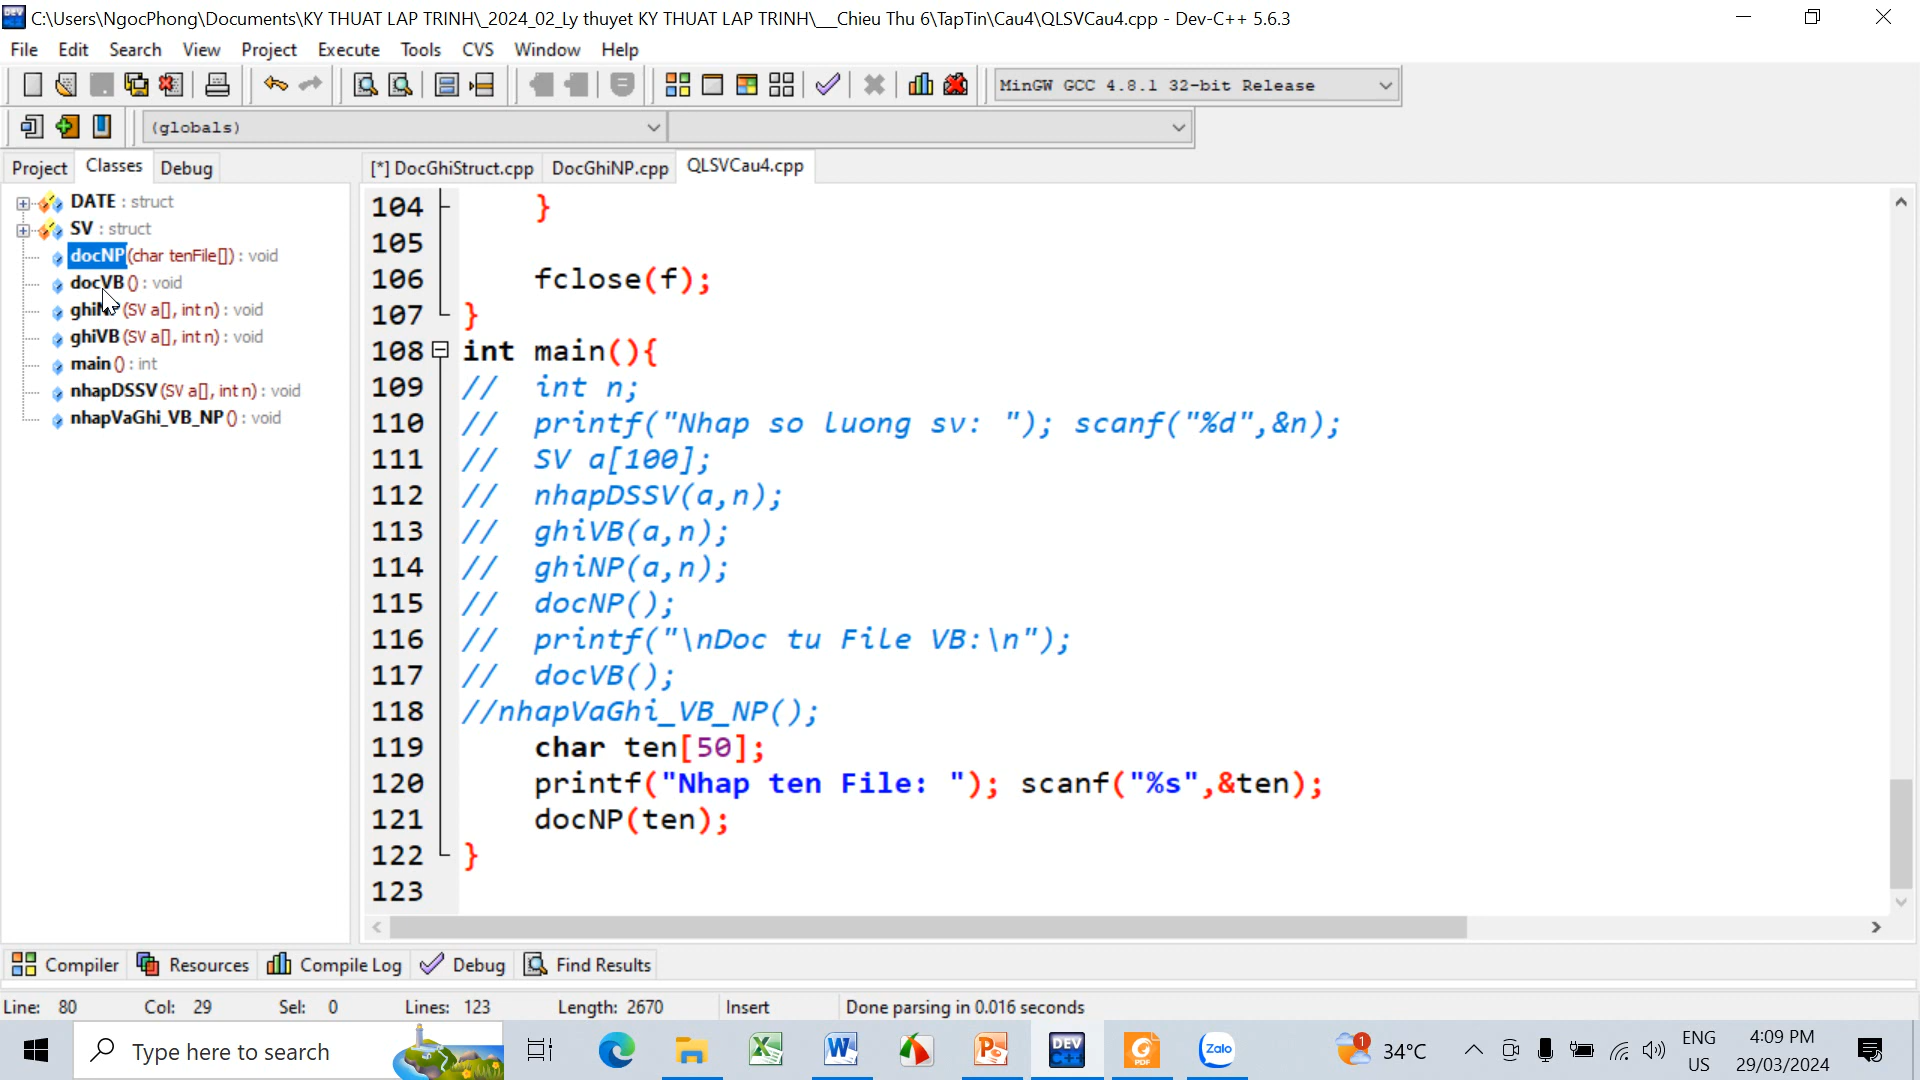 C:\Users\NgocPhong\Documents\KY THUAT LAP TRINH\_2024_02_Ly thuyet KY THUAT LAP TRINH\__Chieu Thu 6\TapTin\Cau4\QLSVCau4.cpp - Dev-C++ 5.6.3
File Edit Search View Project Execute Tools CVS Window Help
MinGW GCC 4.8.1 32-bit Release
(globals)
Project Classes Debug
[*] DocGhiStruct.cpp DocGhiNP.cpp QLSVCau4.cpp
DATE : struct
SV : struct
docNP (char tenFile[]) : void
docVB () : void
(SV a[], int n) : void
ghiVB (SV a[], int n) : void
main () : int
nhapDSSV (SV a[], int n) : void
nhapVaGhi_VB_NP () : void
104 }
105
106 fclose(f);
107 }
108 int main(){
109 // int n;
110 // printf("Nhap so luong sv: "); scanf("%d",&n);
111 // SV a[100];
112 // nhapDSSV(a,n);
113 // ghiVB(a,n);
114 // ghiNP(a,n);
115 // docNP();
116 // printf("\nDoc tu File VB:\n");
117 // docVB();
118 //nhapVaGhi_VB_NP();
119 char ten[50];
120 printf("Nhap ten File: "); scanf("%s",&ten);
121 docNP(ten);
122 }
123
Compiler Resources Compile Log Debug Find Results
Line: 80 Col: 29 Sel: 0 Lines: 123 Length: 2670 Insert Done parsing in 0.016 seconds
Type here to search
DEV C++
PDF
Zalo
1
34°C
ENG
US
4:09 PM
29/03/2024